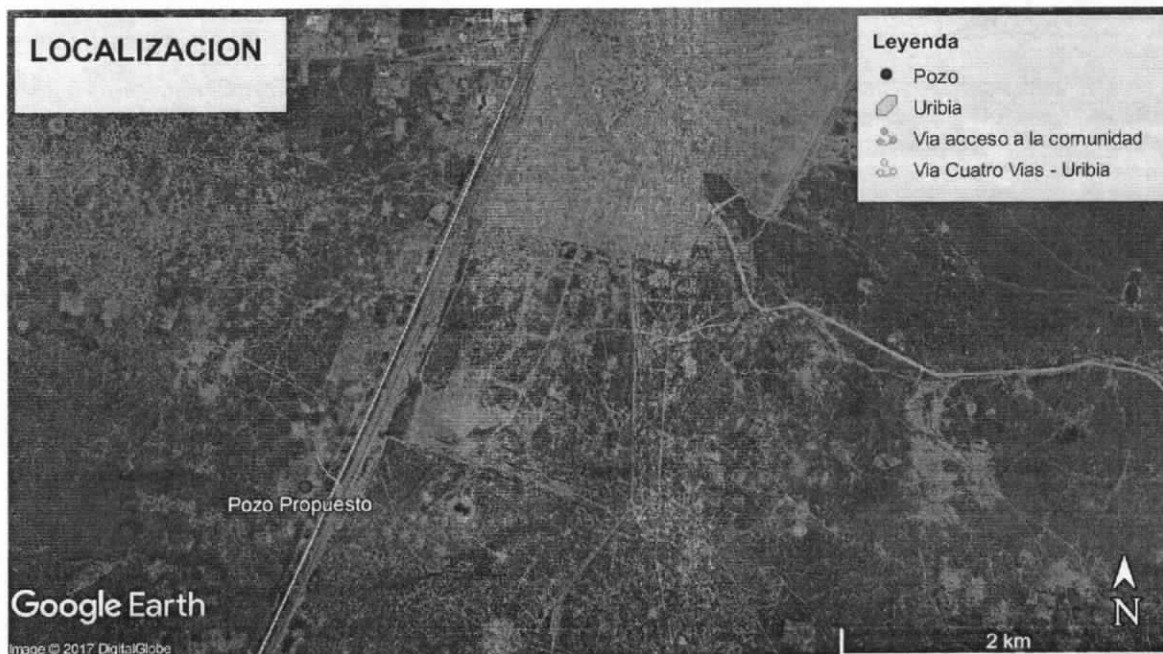 LOCALIZACION
Leyenda
Pozo
Uribia
Via acceso a la comunidad
Via Cuatro Vias - Uribia
Pozo Propuesto
Google Earth
Image © 2017 DigitalGlobe
N
2 km